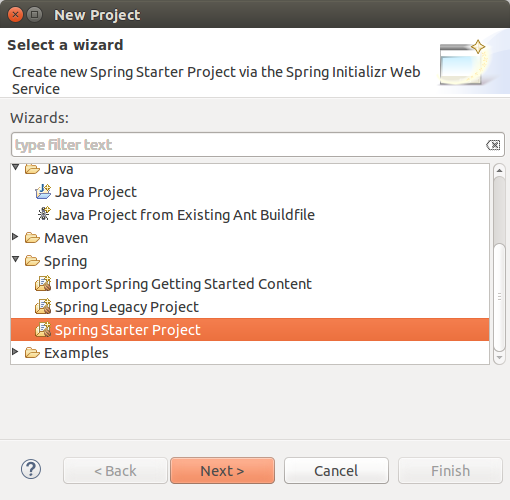 New Project
Select a wizard
Create new Spring Starter Project via the Spring Initializr Web
Service
Wizards:
type filter text
Java
Java Project
Java Project from Existing Ant Buildfile
Maven
Spring
Import Spring Getting Started Content
Spring Legacy Project
Spring Starter Project
Examples
? < Back Next > Cancel Finish